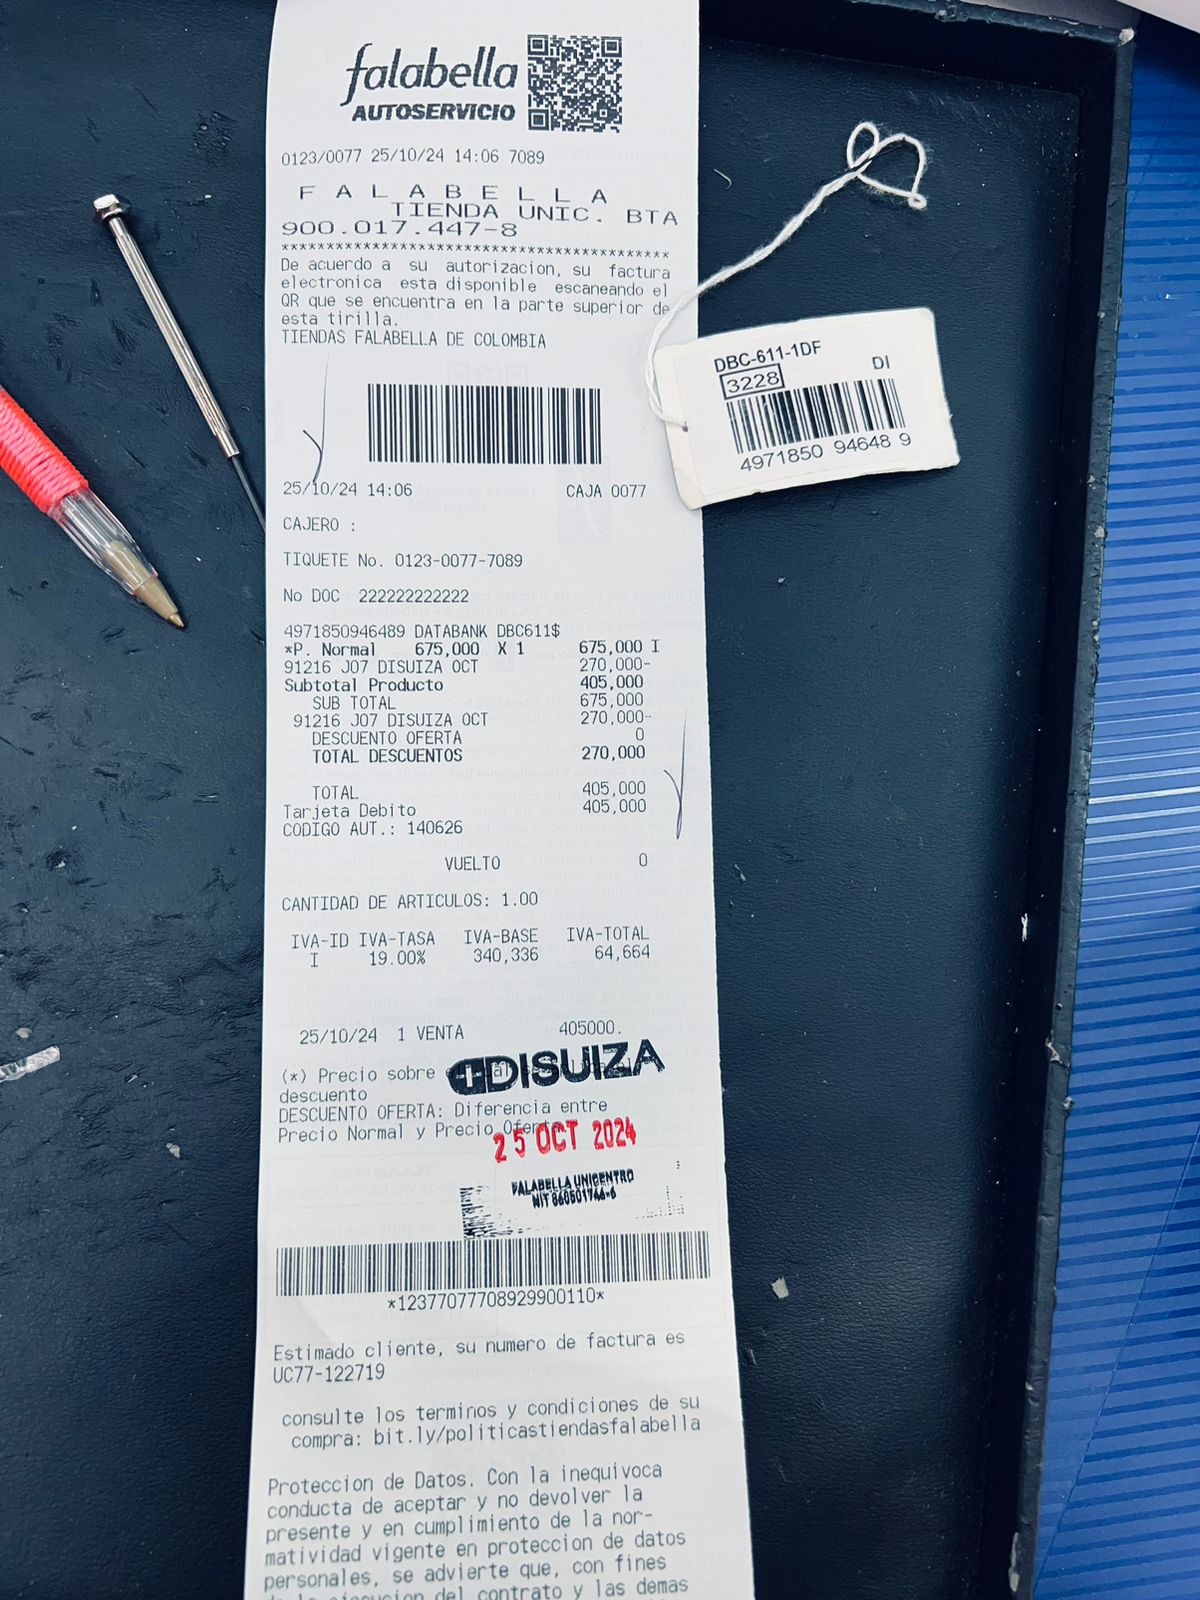 falabella
AUTOSERVICIO
0123/0077 25/10/24 14:06 7089
F A L A B E L L A
TIENDA UNIC. BTA
900.017.447-8
******************************************
De acuerdo a su autorizacion, su factura
electronica esta disponible escaneando el
QR que se encuentra en la parte superior de
esta tirilla.
TIENDAS FALABELLA DE COLOMBIA
25/10/24 14:06 CAJA 0077
CAJERO :
TIQUETE No. 0123-0077-7089
No DOC 222222222222
4971850946489 DATABANK DBC611$
*P. Normal 675,000 X 1 675,000 I
91216 J07 DISUIZA OCT 270,000-
Subtotal Producto 405,000
SUB TOTAL 675,000
91216 J07 DISUIZA OCT 270,000-
DESCUENTO OFERTA 0
TOTAL DESCUENTOS 270,000
TOTAL 405,000
Tarjeta Debito 405,000
CODIGO AUT.: 140626
VUELTO 0
CANTIDAD DE ARTICULOS: 1.00
IVA-ID IVA-TASA IVA-BASE IVA-TOTAL
I 19.00% 340,336 64,664
25/10/24 1 VENTA 405000.
(*) Precio sobre
descuento
DISUIZA
DESCUENTO OFERTA: Diferencia entre
Precio Normal y Precio Oferta
25 OCT 2024
FALABELLA UNICENTRO
NIT 860501766-6
*12377077708929900110*
Estimado cliente, su numero de factura es
UC77-122719
consulte los terminos y condiciones de su
compra: bit.ly/politicastiendasfalabella
Proteccion de Datos. Con la inequivoca
conducta de aceptar y no devolver la
presente y en cumplimiento de la nor-
matividad vigente en proteccion de datos
personales, se advierte que, con fines
de la ejecucion del contrato y las demas
DBC-611-1DF
3228 DI
4971850 94648 9